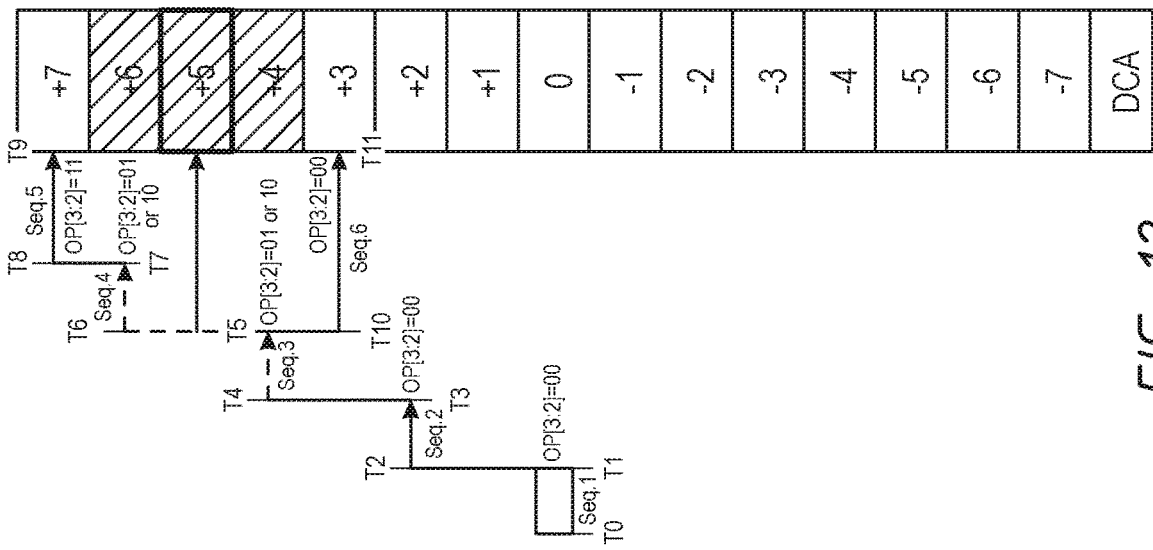 T9
+7
+6
+5
+4
+3
+2
+1
0
-1
-2
-3
-4
-5
-6
-7
DCA
T11
T8
Seq.5
OP[3:2]=11
OP[3:2]=01
or 10
T7
T6
Seq.4
T5
OP[3:2]=01 or 10
OP[3:2]=00
Seq.6
T10
T4
Seq.3
OP[3:2]=00
T3
T2
Seq.2
OP[3:2]=00
T1
Seq.1
T0